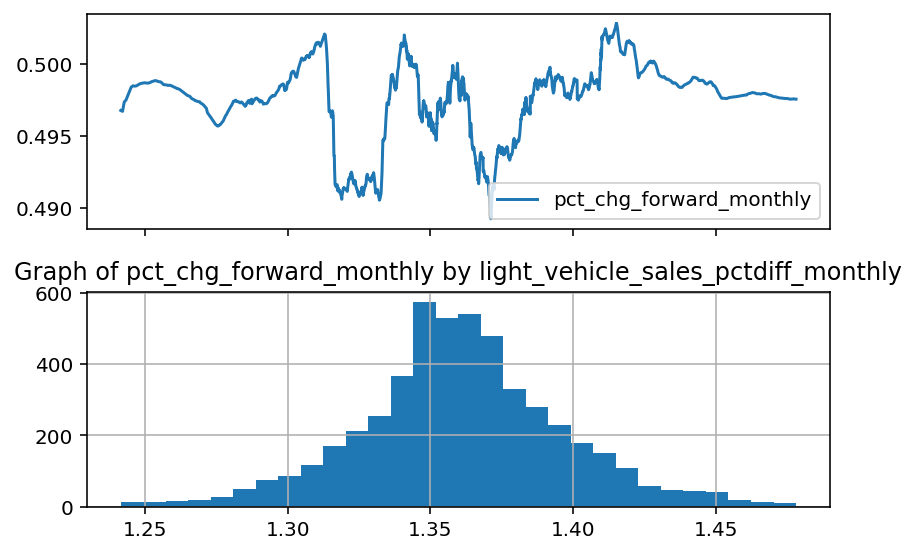 0.500
0.495
0.490
pct_chg_forward_monthly
Graph of pct_chg_forward_monthly by light_vehicle_sales_pctdiff_monthly
600
400
200
0
1.25 1.30 1.35 1.40 1.45